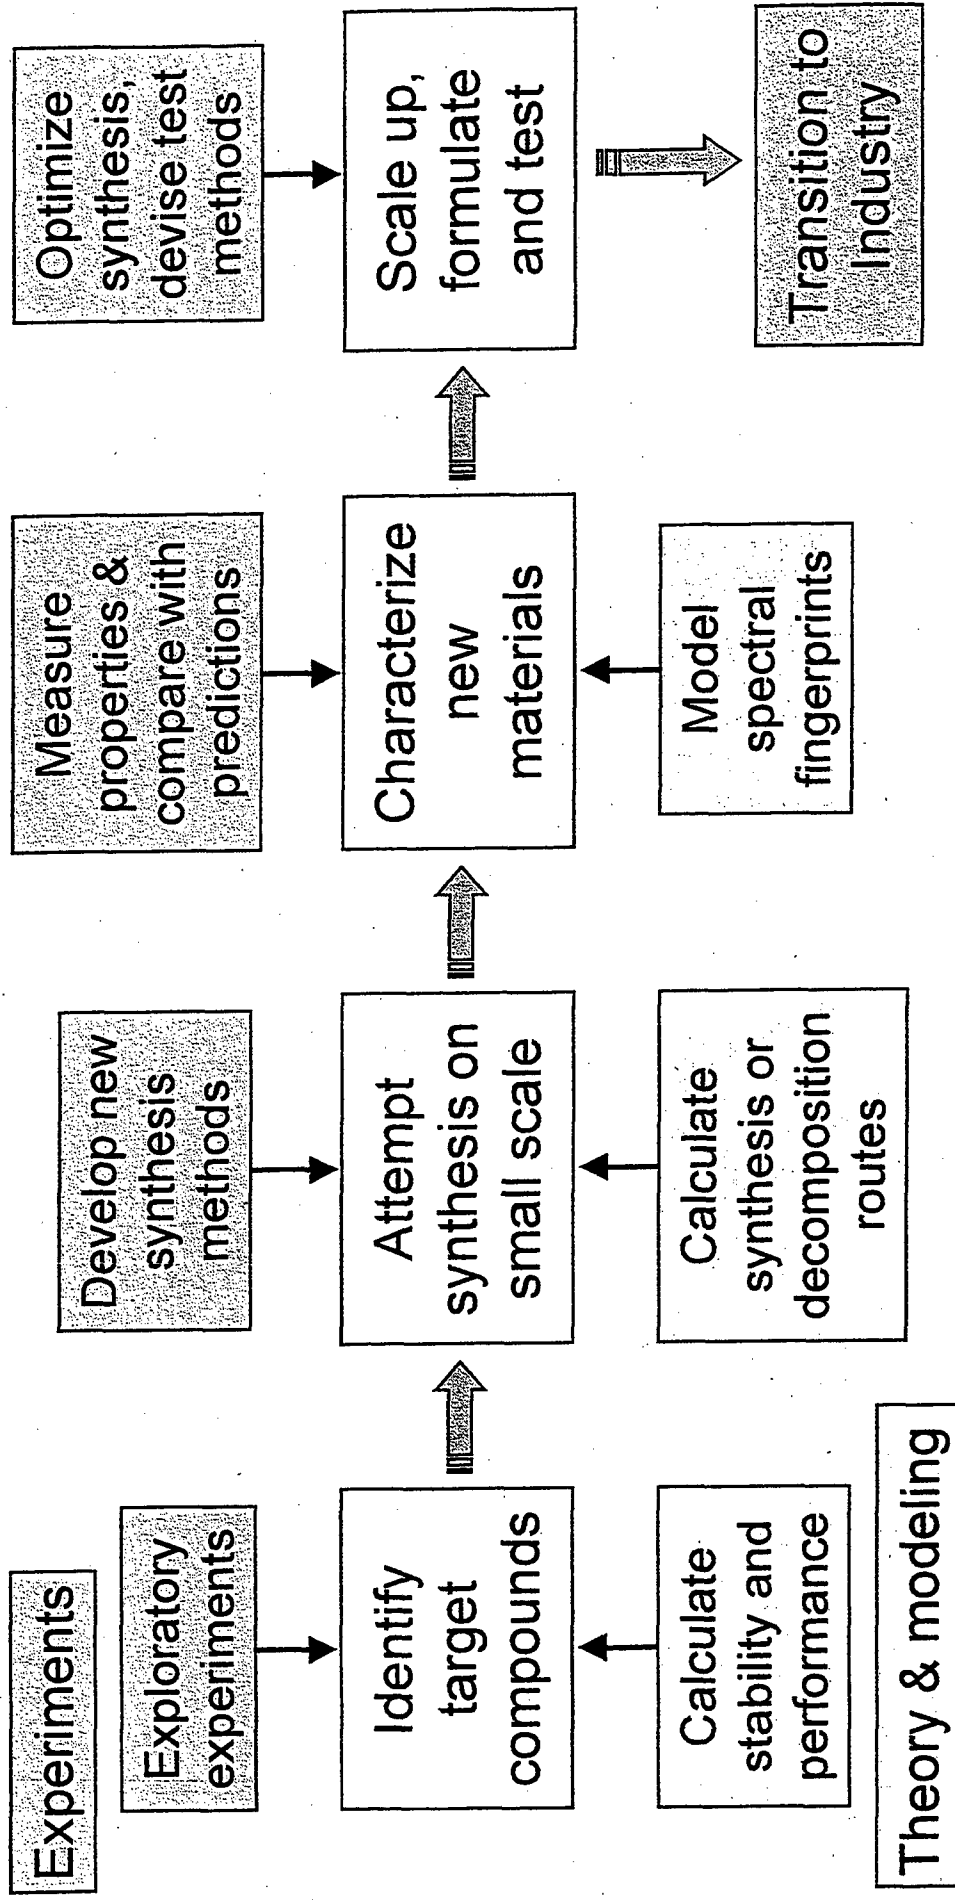 Experiments
Exploratory
experiments
Develop new
synthesis
methods
Measure
properties &
compare with
predictions
Optimize
synthesis,
devise test
methods
Identify
target
compounds
Attempt
synthesis on
small scale
Characterize
new
materials
Scale up,
formulate
and test
Calculate
stability and
performance
Calculate
synthesis or
decomposition
routes
Model
spectral
fingerprints
Transition to
Industry
Theory & modeling